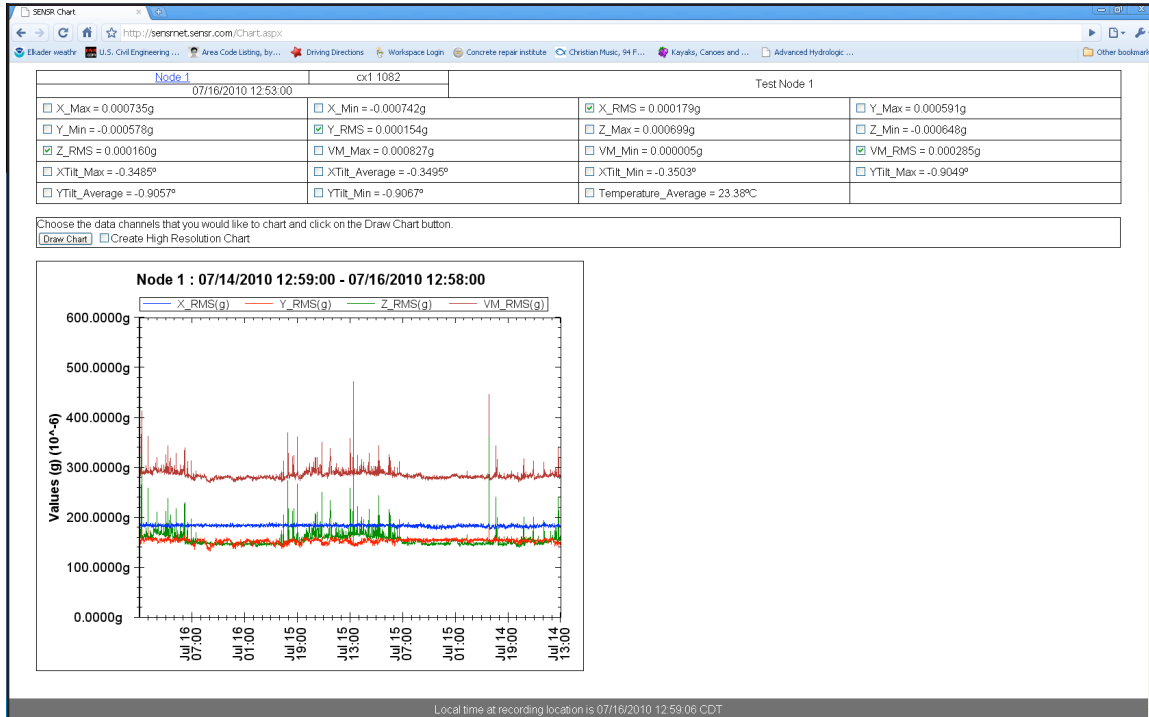 SENSR Chart
http://sensrnet.sensr.com/Chart.aspx
Elkader weathr U.S. Civil Engineering ... Area Code Listing, by... Driving Directions Workspace Login Concrete repair institute Christian Music, 94 F... Kayaks, Canoes and ... Advanced Hydrologic ... Other bookmark
Node 1 cx1 1082 Test Node 1
07/16/2010 12:53:00
X_Max = 0.000735g X_Min = -0.000742g X_RMS = 0.000179g Y_Max = 0.000591g
Y_Min = -0.000578g Y_RMS = 0.000154g Z_Max = 0.000699g Z_Min = -0.000648g
Z_RMS = 0.000160g VM_Max = 0.000827g VM_Min = 0.000005g VM_RMS = 0.000285g
XTilt_Max = -0.3485º XTilt_Average = -0.3495º XTilt_Min = -0.3503º YTilt_Max = -0.9049º
YTilt_Average = -0.9057º YTilt_Min = -0.9067º Temperature_Average = 23.38ºC
Choose the data channels that you would like to chart and click on the Draw Chart button.
Draw Chart Create High Resolution Chart
Node 1 : 07/14/2010 12:59:00 - 07/16/2010 12:58:00
X_RMS(g) Y_RMS(g) Z_RMS(g) VM_RMS(g)
600.0000g
500.0000g
400.0000g
300.0000g
200.0000g
100.0000g
0.0000g
Values (g) (10^-6)
Jul 16 07:00
Jul 16 01:00
Jul 15 19:00
Jul 15 13:00
Jul 15 07:00
Jul 15 01:00
Jul 14 19:00
Jul 14 13:00
Local time at recording location is 07/16/2010 12:59:06 CDT